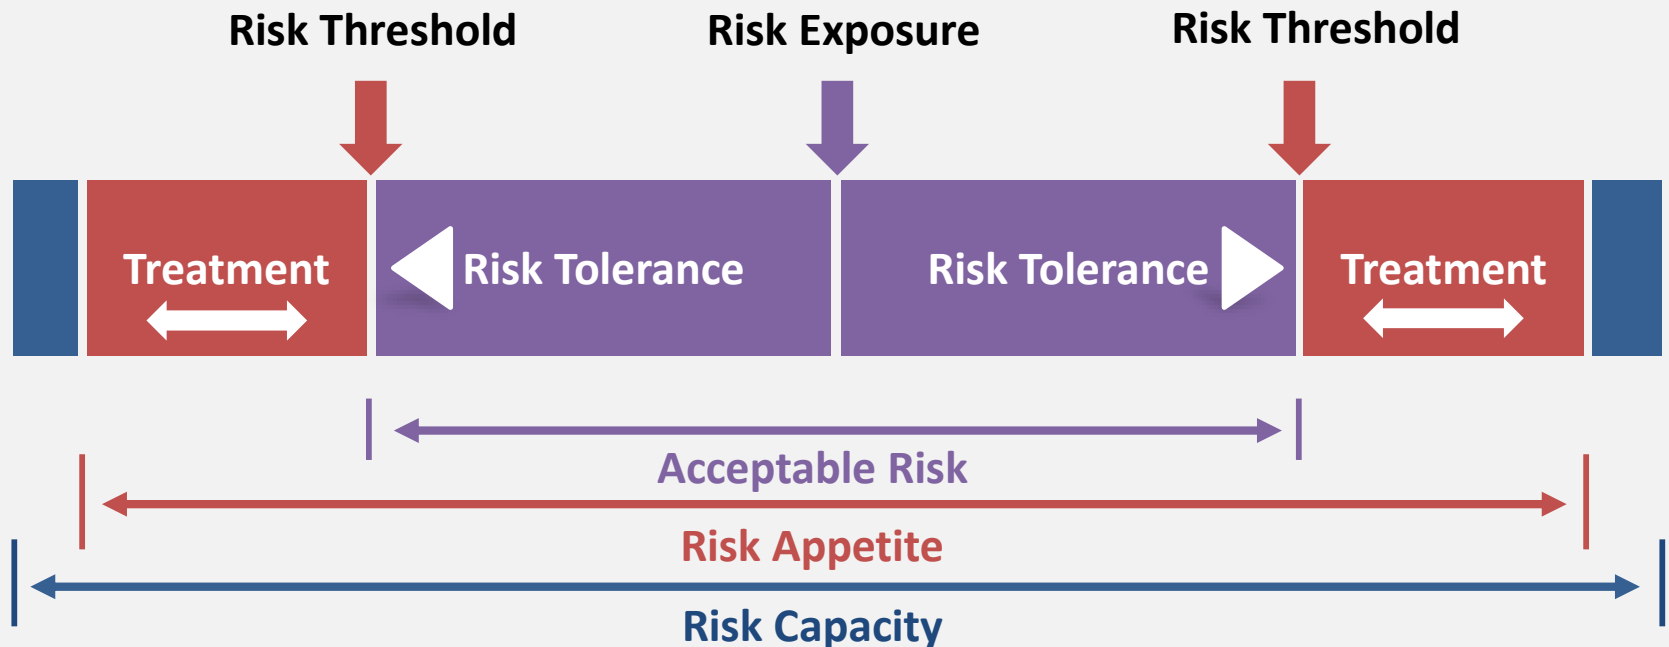 Risk Threshold
Risk Exposure
Risk Threshold
Treatment
Risk Tolerance
Risk Tolerance
Treatment
Acceptable Risk
Risk Appetite
Risk Capacity